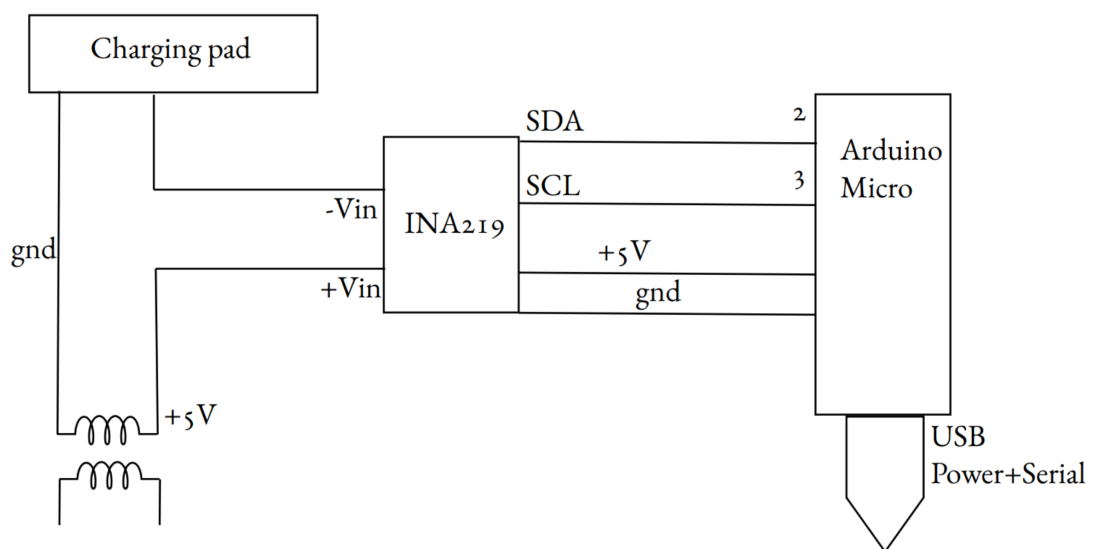 Charging pad
SDA
2
Arduino
Micro
SCL
3
-Vin
INA219
gnd
+5V
+Vin
gnd
+5V
USB
Power+Serial